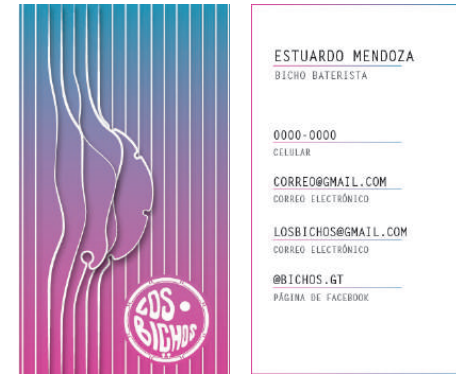 LOS
BICHOS
ESTUARDO MENDOZA
BICHO BATERISTA
0000-0000
CELULAR
CORREO@GMAIL.COM
CORREO ELECTRÓNICO
LOSBICHOS@GMAIL.COM
CORREO ELECTRÓNICO
@BICHOS.GT
PÁGINA DE FACEBOOK